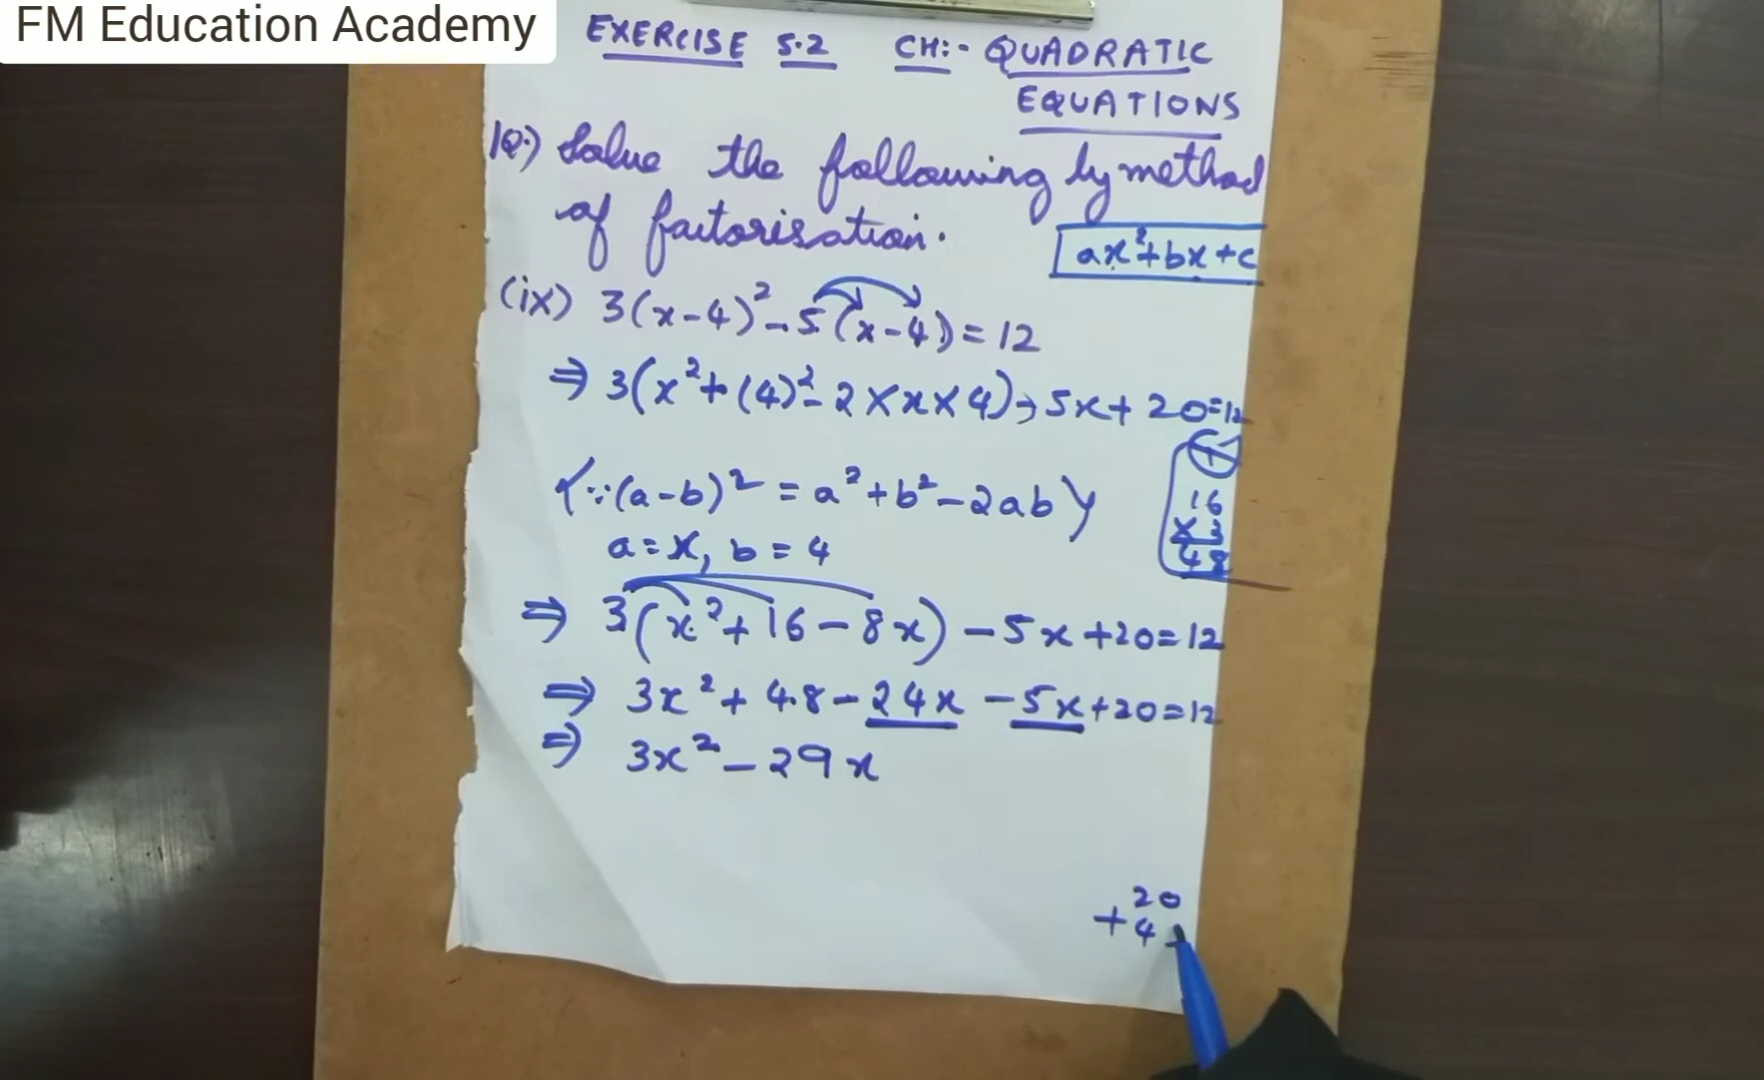 FM Education Academy
EXERCISE 5.2 CH:- QUADRATIC
EQUATIONS
1Q.) Solve the following by method
of factorisation.
ax²+bx+c
(ix) 3(x-4)²-5(x-4)=12
⇒ 3(x²+(4)²-2×x×4)-5x+20=12
{∵(a-b)²=a²+b²-2ab}
a=x, b=4
16
×3
48
⇒ 3(x²+16-8x)-5x+20=12
⇒ 3x²+48-24x-5x+20=12
⇒ 3x²-29x
20
+4